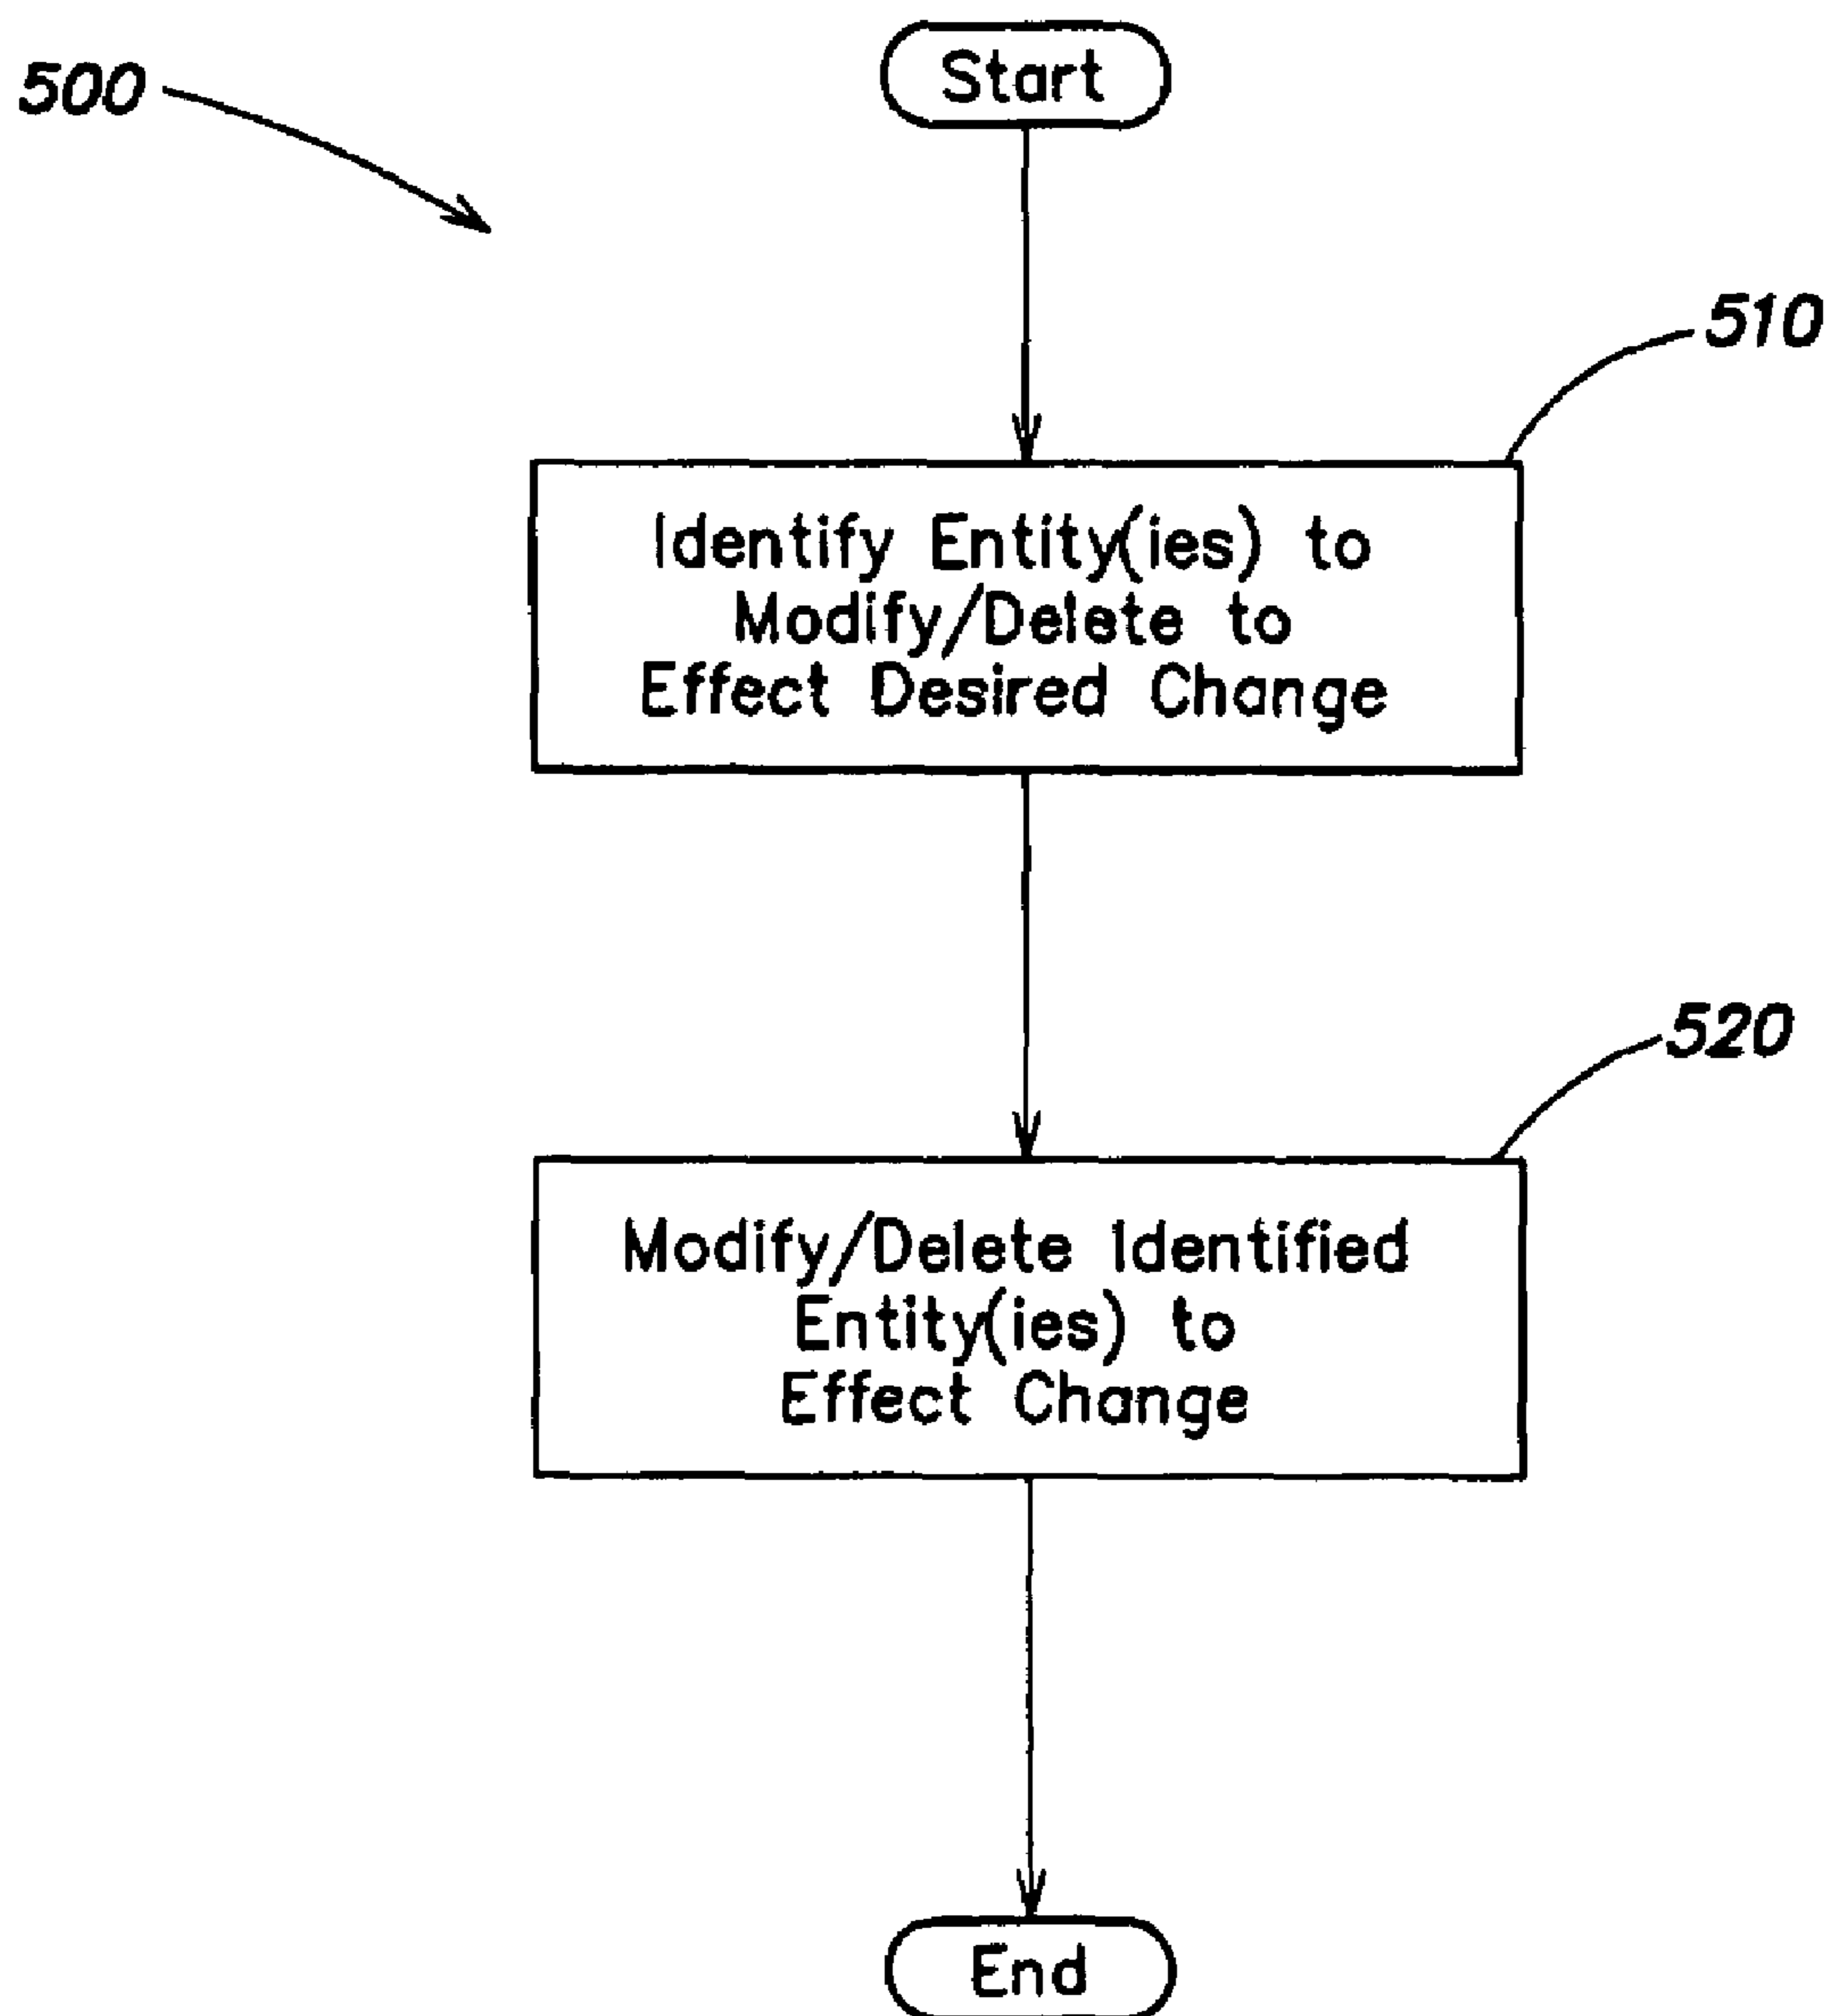 500
Start
510
Identify Entity(ies) to
Modify/Delete to
Effect Desired Change
520
Modify/Delete Identified
Entity(ies) to
Effect Change
End